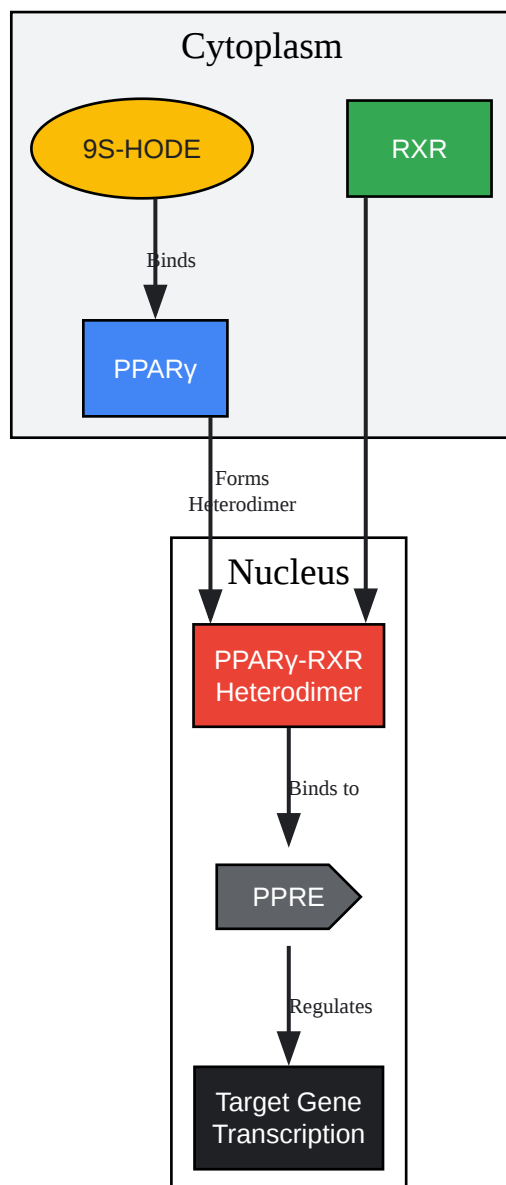 Cytoplasm
9S-HODE
RXR
Binds
PPARγ
Forms
Heterodimer
Nucleus
PPARγ-RXR
Heterodimer
Binds to
PPRE
Regulates
Target Gene
Transcription